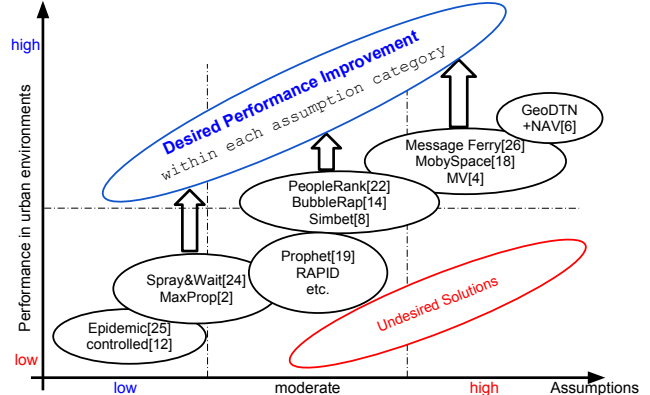 Performance in urban environments
high
low
Desired Performance Improvement
within each assumption category
GeoDTN
+NAV[6]
Message Ferry[26]
MobySpace[18]
MV[4]
PeopleRank[22]
BubbleRap[14]
Simbet[8]
Prophet[19]
RAPID
etc.
Spray&Wait[24]
MaxProp[2]
Epidemic[25]
controlled[12]
Undesired Solutions
low
moderate
high
Assumptions